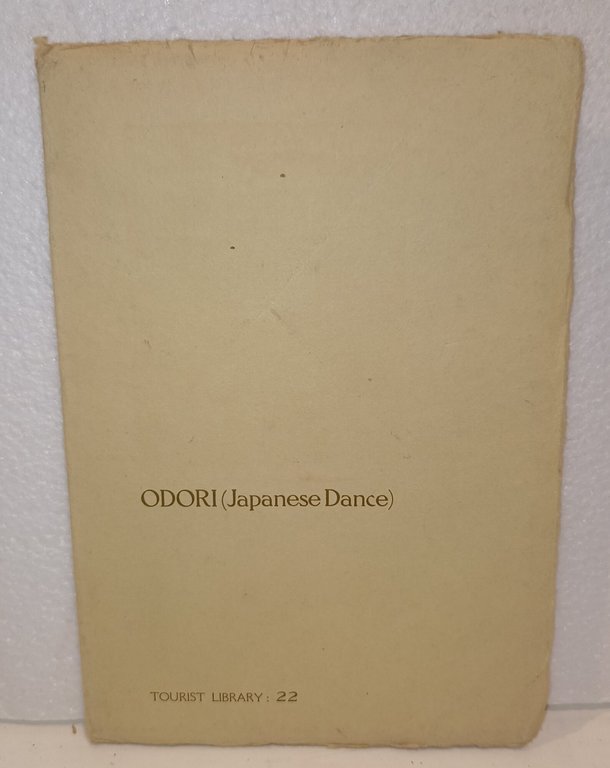 ODORI (Japanese Dance)
TOURIST LIBRARY: 22